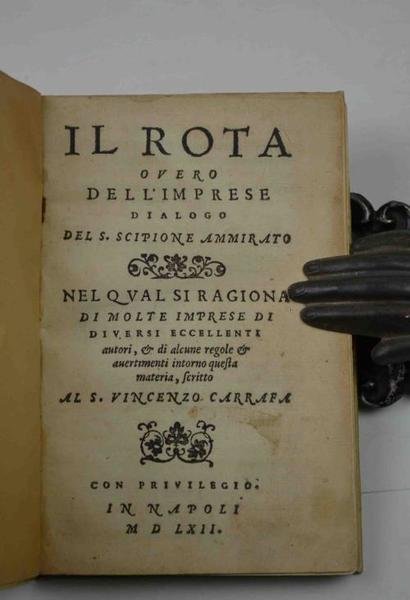 IL ROTA
OVERO
DELL'IMPRESE
DIALOGO
DEL S. SCIPIONE AMMIRATO
NEL QVAL SI RAGIONA
DI MOLTE IMPRESE DI
DIVERSI ECCELLENTI
autori, & di alcune regole &
auertimenti intorno questa
materia, scritto
AL S. VINCENZO CARRAFA
CON PRIVILEGIO.
IN NAPOLI
M D LXII.